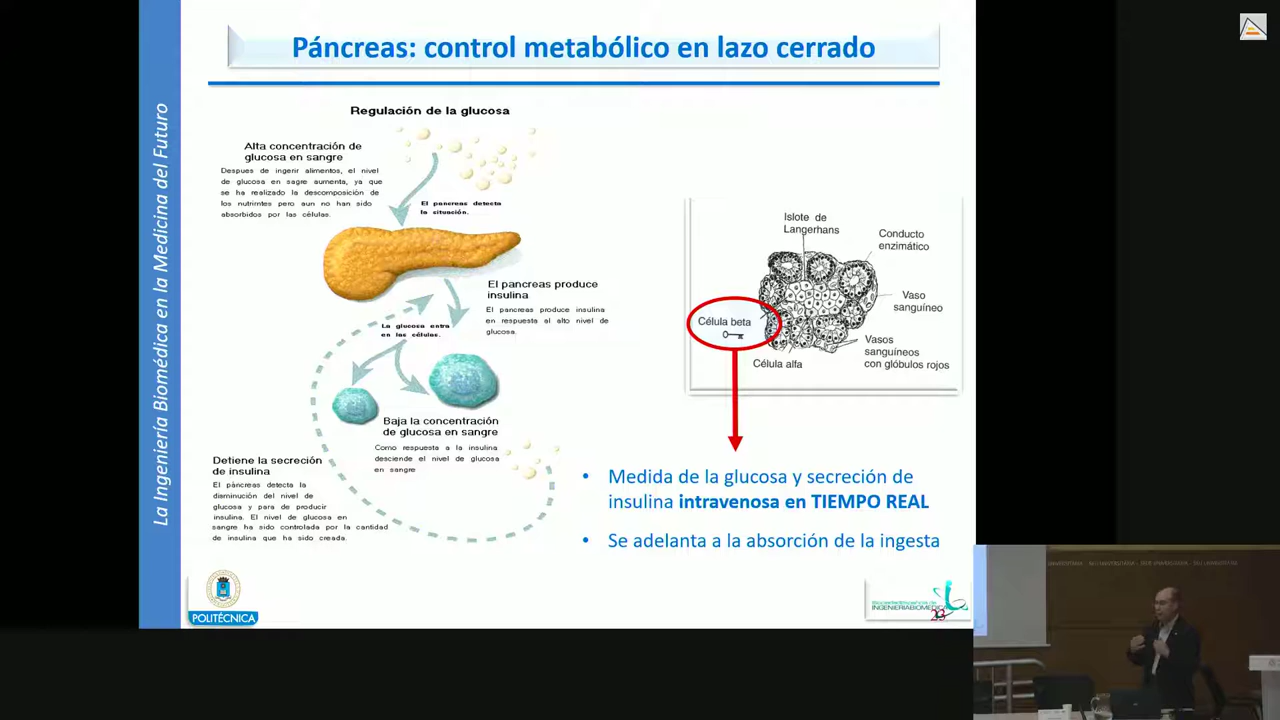 Páncreas: control metabólico en lazo cerrado
La Ingeniería Biomédica en la Medicina del Futuro
Regulación de la glucosa
Alta concentración de
glucosa en sangre
Despues de ingerir alimentos, el nivel
de glucosa en sagre aumenta, ya que
se ha realizado la descomposición de
los nutrirntes pero aun no han sido
absorbidos por las células.
El pancreas detecta
la situación.
El pancreas produce
insulina
El pancreas produce insulina
en respuesta al alto nivel de
glucosa.
La glucosa entra
en las células.
Baja la concentración
de glucosa en sangre
Como respuesta a la insulina
desciende el nivel de glucosa
en sangre
Detiene la secreción
de insulina
El páncreas detecta la
disminución del nivel de
glucosa y para de producir
insulina. El nivel de glucosa en
sangre ha sido controlada por la cantidad
de insulina que ha sido creada.
Islote de
Langerhans
Conducto
enzimático
Vaso
sanguíneo
Célula beta
Célula alfa
Vasos
sanguíneos
con glóbulos rojos
• Medida de la glucosa y secreción de
insulina intravenosa en TIEMPO REAL
• Se adelanta a la absorción de la ingesta
POLITÉCNICA
INGENIERÍABIOMÉDICA
23